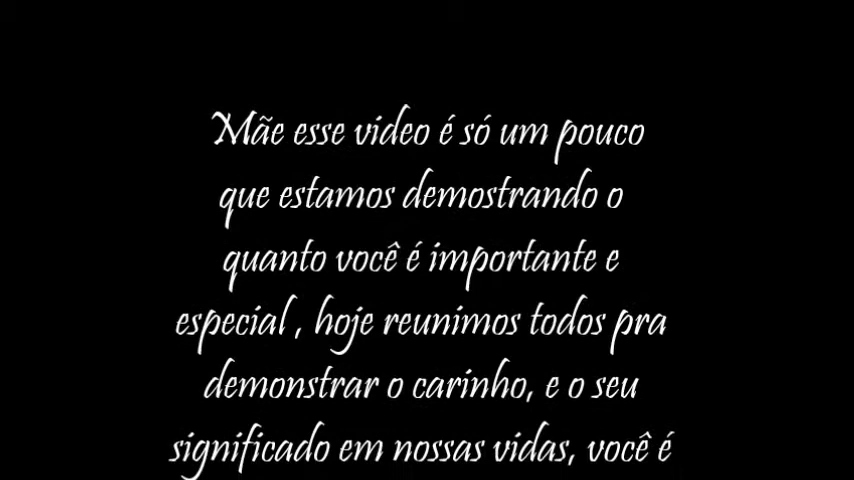 Mãe esse video é só um pouco
que estamos demostrando o
quanto você é importante e
especial , hoje reunimos todos pra
demonstrar o carinho, e o seu
significado em nossas vidas, você é